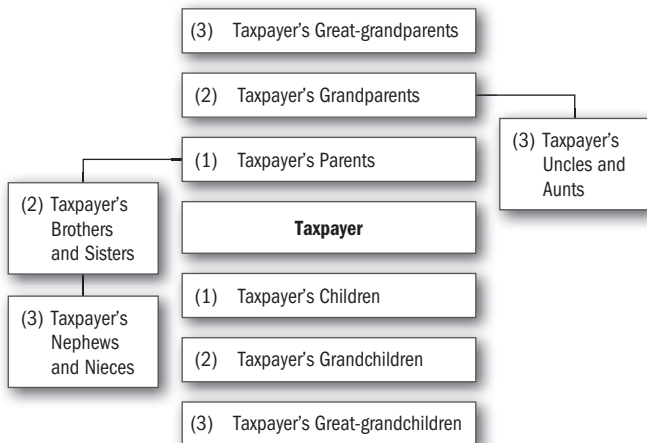 (3) Taxpayer's Great-grandparents
(2) Taxpayer's Grandparents
(3) Taxpayer's
Uncles and
Aunts
(1) Taxpayer's Parents
(2) Taxpayer's
Brothers
and Sisters
Taxpayer
(3) Taxpayer's
Nephews
and Nieces
(1) Taxpayer's Children
(2) Taxpayer's Grandchildren
(3) Taxpayer's Great-grandchildren